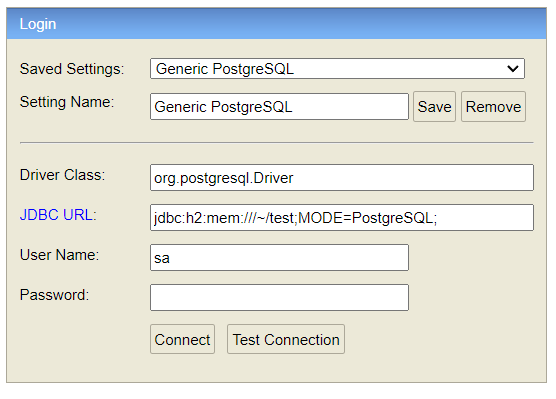 Login
Saved Settings: Generic PostgreSQL
Setting Name: Generic PostgreSQL Save Remove
Driver Class: org.postgresql.Driver
JDBC URL: jdbc:h2:mem:///~/test;MODE=PostgreSQL;
User Name: sa
Password:
Connect Test Connection